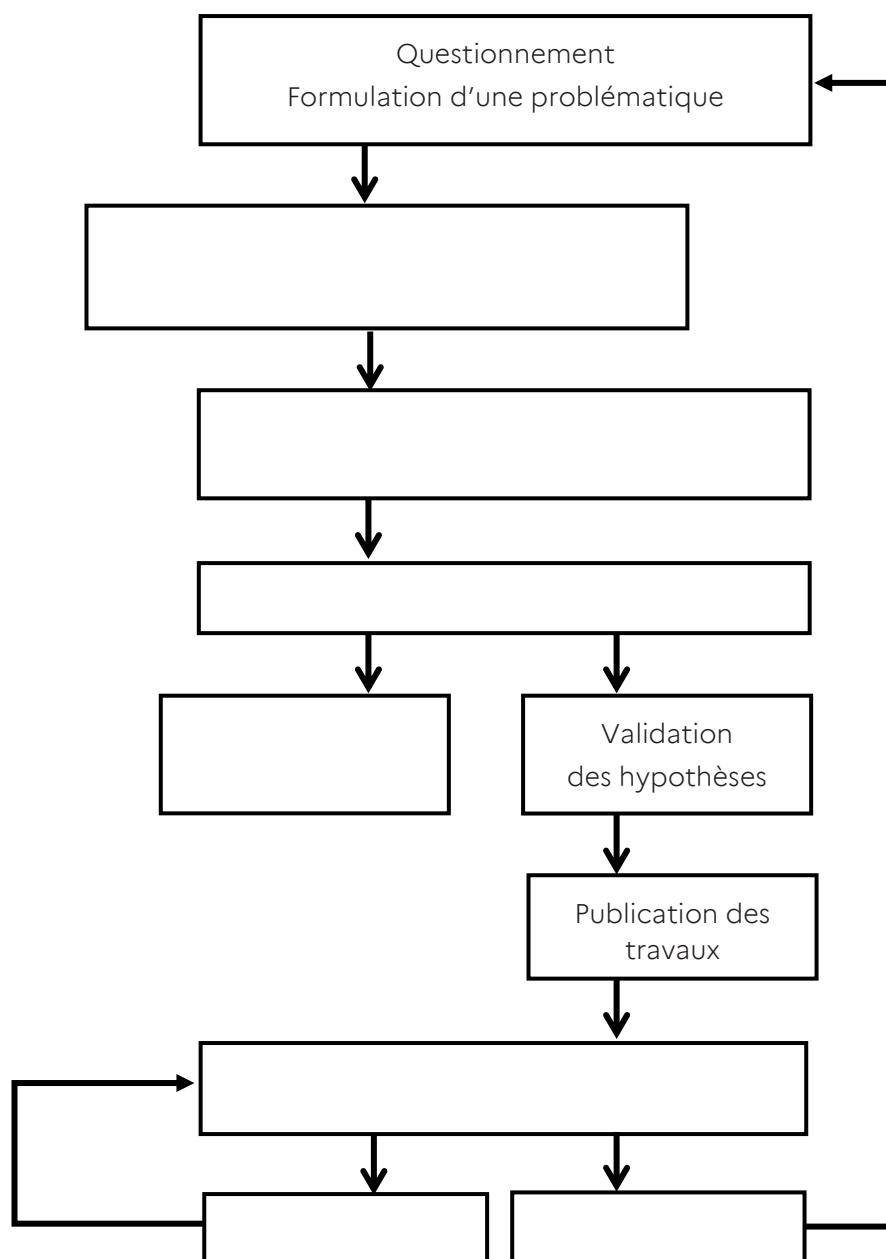 Questionnement
Formulation d’une problématique
Validation
des hypothèses
Publication des
travaux